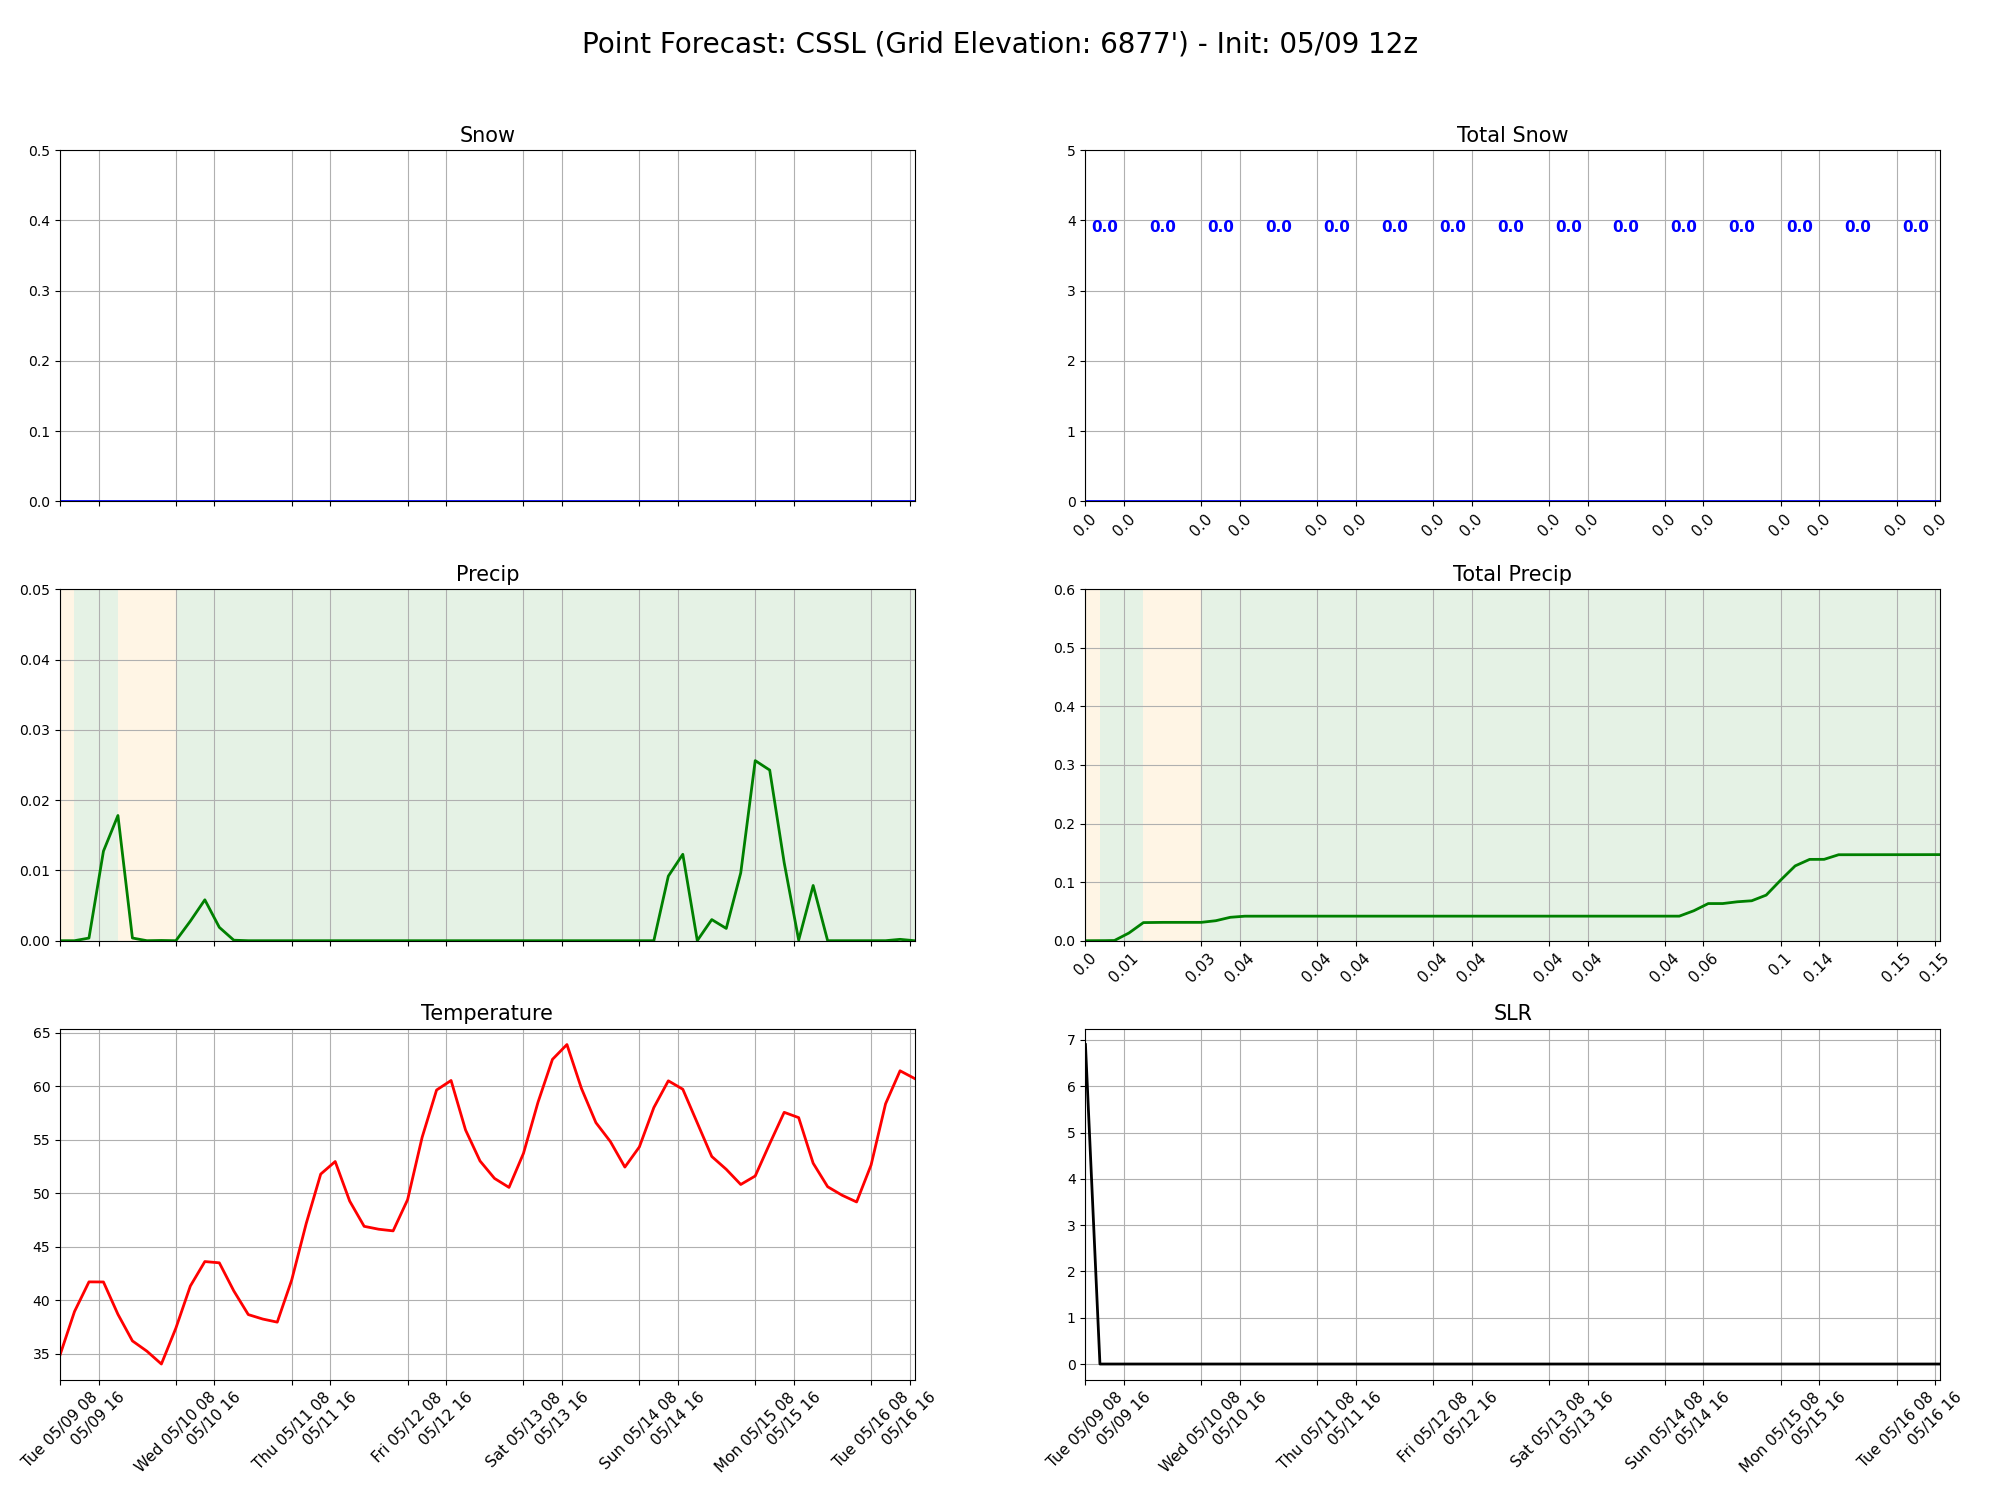 Point Forecast: CSSL (Grid Elevation: 6877') - Init: 05/09 12z
Snow
0.5
0.4
0.3
0.2
0.1
0.0
Total Snow
5
4
3
2
1
0
0.0 0.0 0.0 0.0 0.0 0.0 0.0 0.0 0.0 0.0 0.0 0.0 0.0 0.0 0.0
0.0 0.0 0.0 0.0 0.0 0.0 0.0 0.0 0.0 0.0 0.0 0.0 0.0 0.0 0.0 0.0
Precip
0.05
0.04
0.03
0.02
0.01
0.00
Total Precip
0.6
0.5
0.4
0.3
0.2
0.1
0.0
0.0 0.01 0.03 0.04 0.04 0.04 0.04 0.04 0.04 0.04 0.04 0.06 0.1 0.14 0.15 0.15
Temperature
65
60
55
50
45
40
35
Tue 05/09 08
05/09 16
Wed 05/10 08
05/10 16
Thu 05/11 08
05/11 16
Fri 05/12 08
05/12 16
Sat 05/13 08
05/13 16
Sun 05/14 08
05/14 16
Mon 05/15 08
05/15 16
Tue 05/16 08
05/16 16
SLR
7
6
5
4
3
2
1
0
Tue 05/09 08
05/09 16
Wed 05/10 08
05/10 16
Thu 05/11 08
05/11 16
Fri 05/12 08
05/12 16
Sat 05/13 08
05/13 16
Sun 05/14 08
05/14 16
Mon 05/15 08
05/15 16
Tue 05/16 08
05/16 16